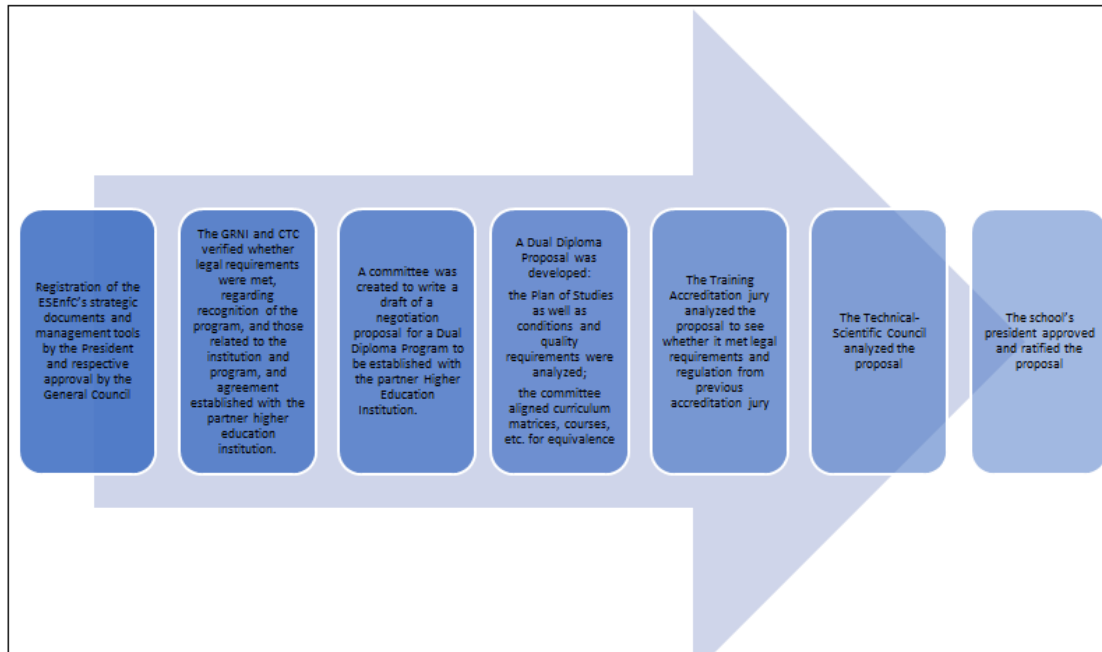 Registration of the
ESEnfC's strategic
documents and
management tools
by the President
and respective
approval by the
General Council
The GRNI and CTC
verified whether
legal requirements
were met,
regarding
recognition of the
program, and those
related to the
institution and
program, and
agreement
established with the
partner higher
education
institution.
A committee was
created to write a
draft of a
negotiation
proposal for a Dual
Diploma Program to
be established with
the partner Higher
Education
Institution.
A Dual Diploma
Proposal was
developed:
the Plan of Studies
as well as
conditions and
quality
requirements were
analyzed;
the committee
aligned curriculum
matrices, courses,
etc. for equivalence
The Training
Accreditation jury
analyzed the
proposal to see
whether it met legal
requirements and
regulation from
previous
accreditation jury
The Technical-
Scientific Council
analyzed the
proposal
The school's
president approved
and ratified the
proposal